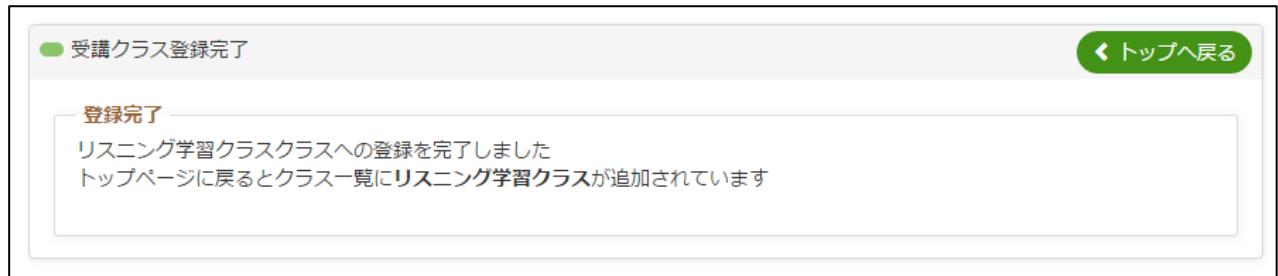 受講クラス登録完了
トップへ戻る
登録完了
リスニング学習クラスクラスへの登録を完了しました
トップページに戻るとクラス一覧にリスニング学習クラスが追加されています